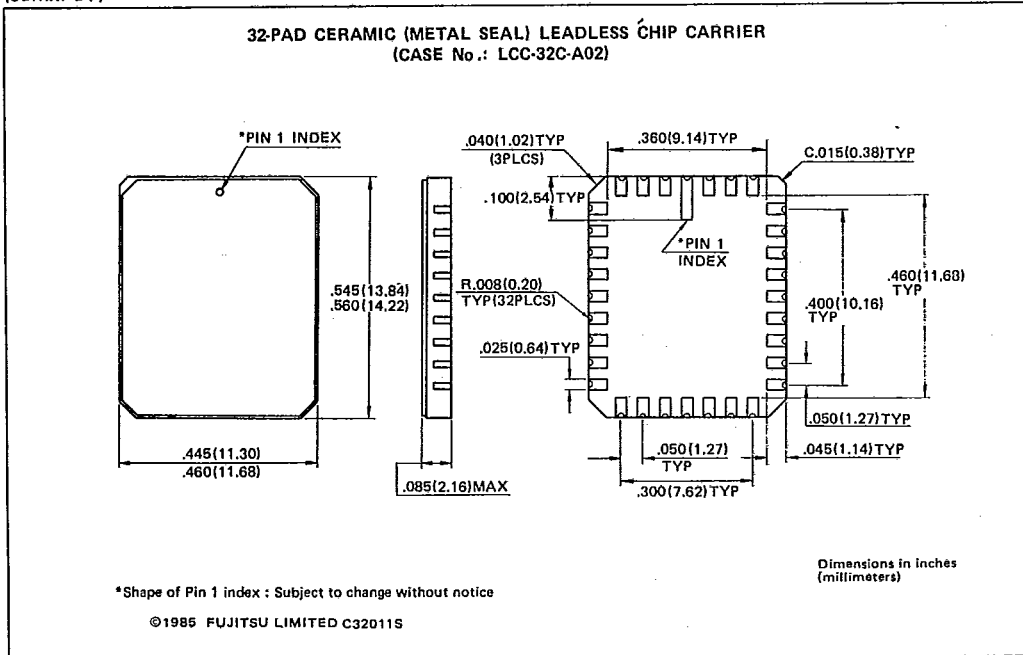 32-PAD CERAMIC (METAL SEAL) LEADLESS CHIP CARRIER
(CASE No.: LCC-32C-A02)
*PIN 1 INDEX
.545(13.84)
.560(14.22)
.445(11.30)
.460(11.68)
.085(2.16)MAX
.040(1.02)TYP
(3PLCS)
.360(9.14)TYP
C.015(0.38)TYP
.100(2.54)TYP
*PIN 1
INDEX
R.008(0.20)
TYP(32PLCS)
.025(0.64)TYP
.460(11.68)
TYP
.400(10.16)
TYP
.050(1.27)TYP
.045(1.14)TYP
.050(1.27)
TYP
.300(7.62)TYP
Dimensions in inches
(millimeters)
*Shape of Pin 1 index : Subject to change without notice
©1985 FUJITSU LIMITED C32011S